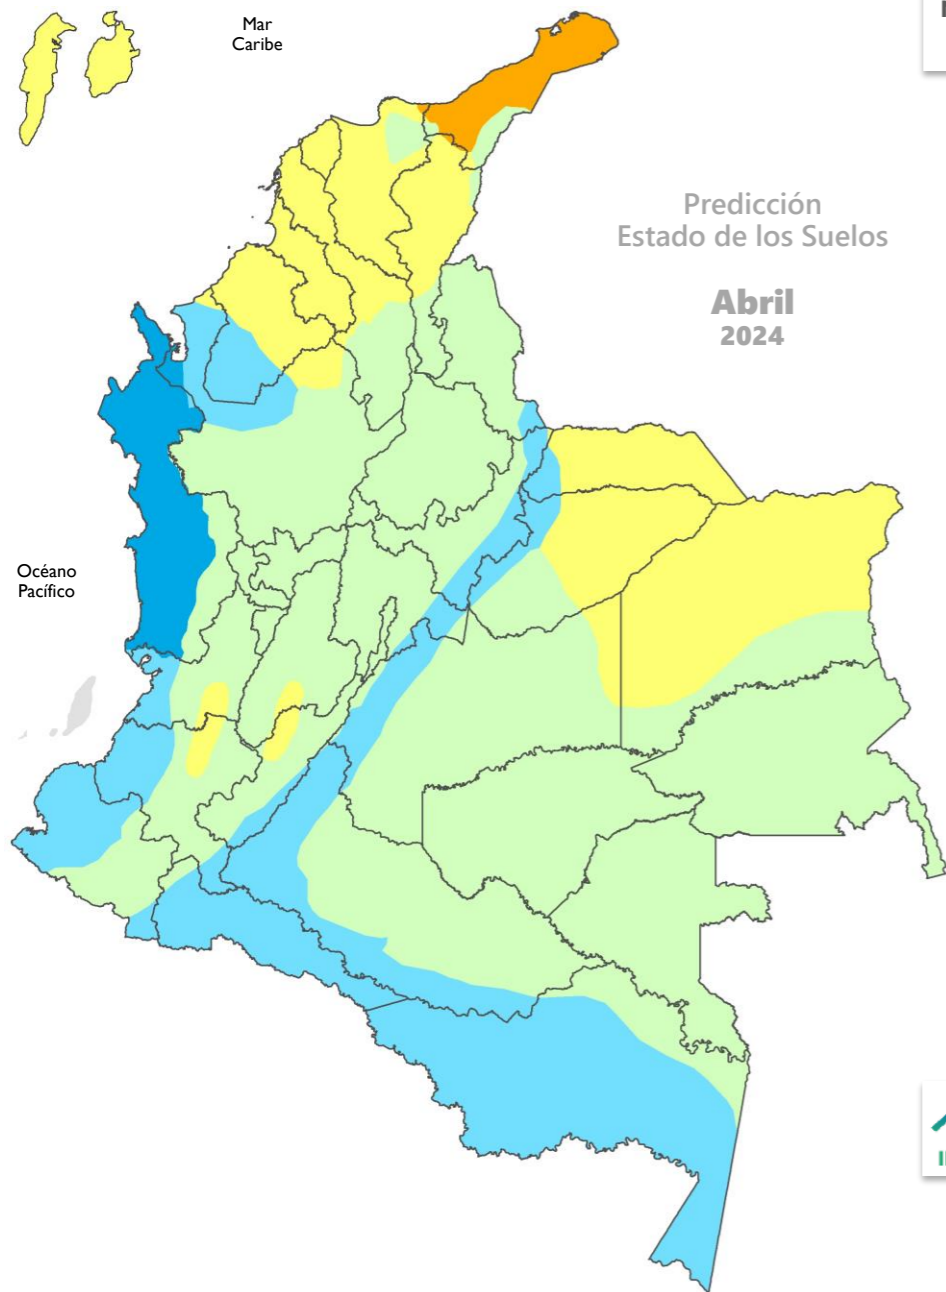 Mar
Caribe
Predicción
Estado de los Suelos
Abril
2024
Océano
Pacífico